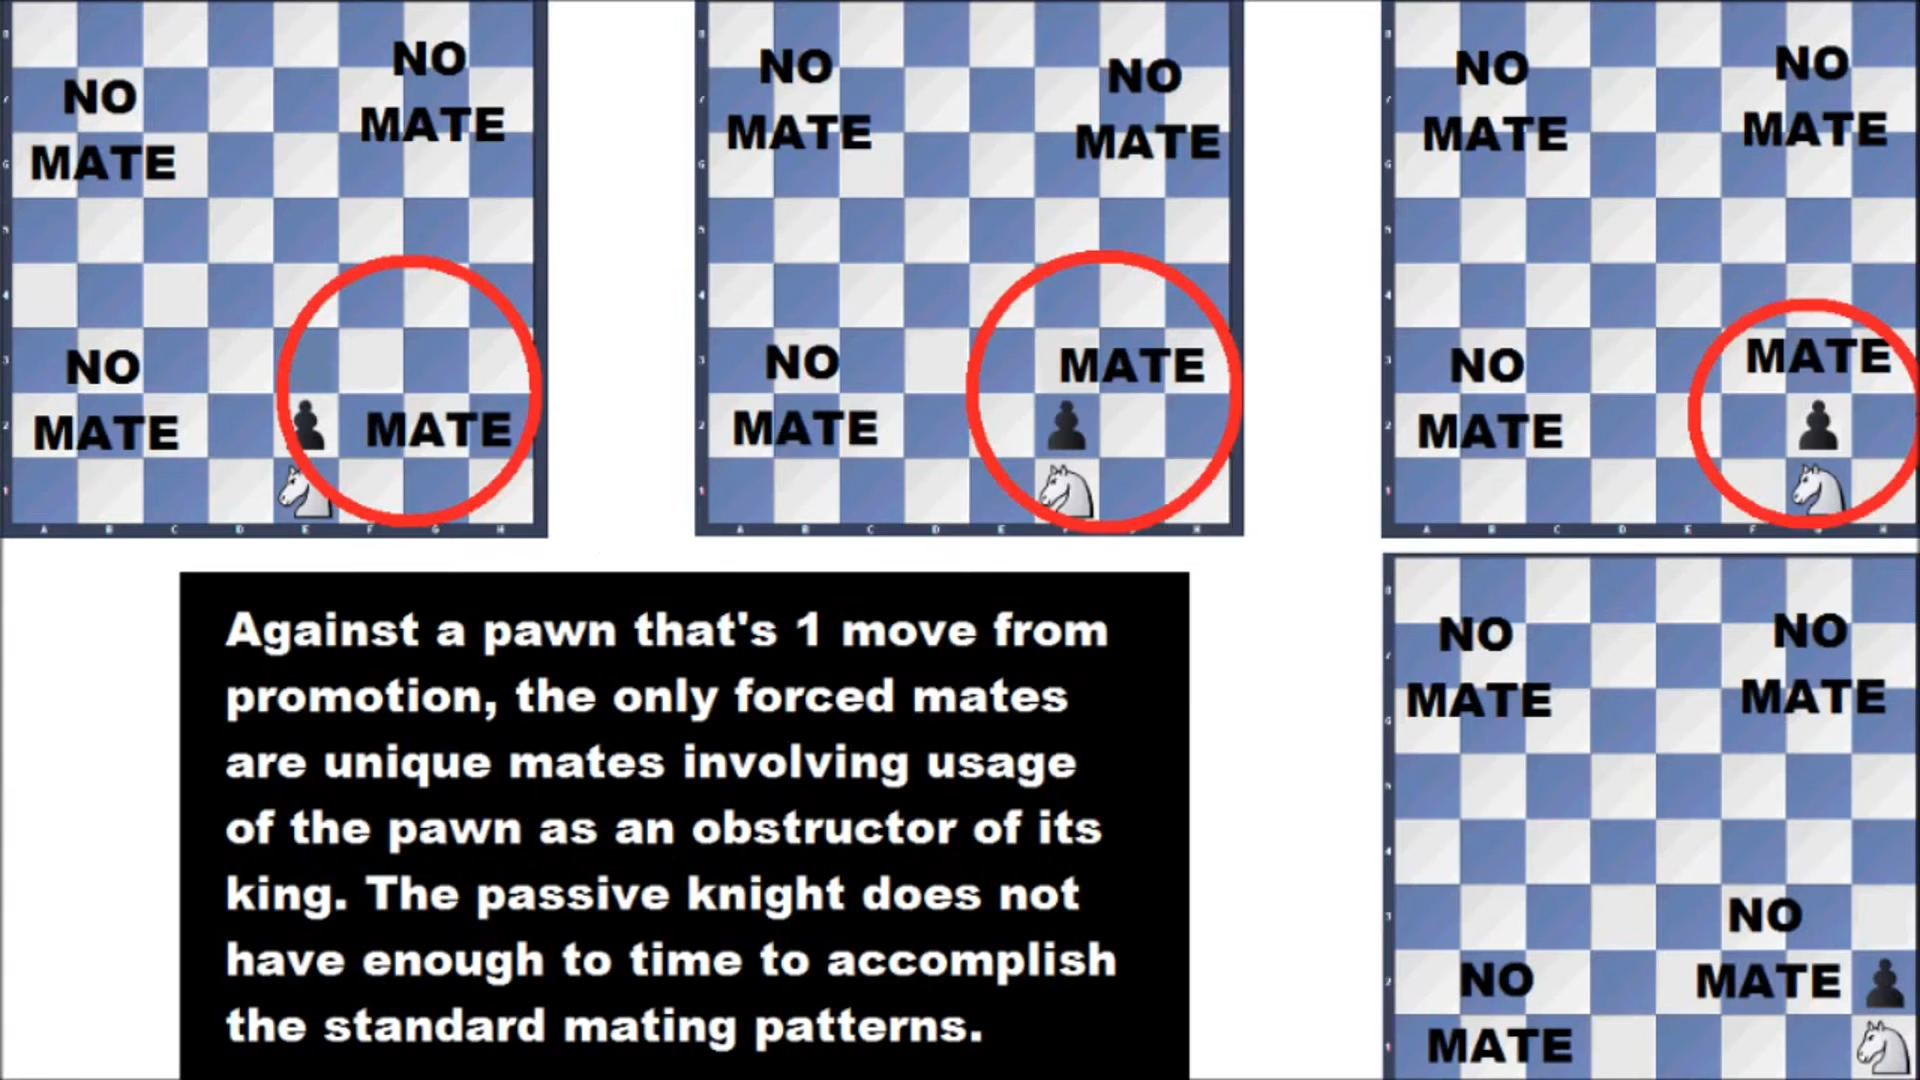 NO
MATE
NO
MATE
NO
MATE
MATE
A B C D E F G H
NO
MATE
NO
MATE
NO
MATE
MATE
NO
MATE
NO
MATE
NO
MATE
MATE
Against a pawn that's 1 move from
promotion, the only forced mates
are unique mates involving usage
of the pawn as an obstructor of its
king. The passive knight does not
have enough to time to accomplish
the standard mating patterns.
NO
MATE
NO
MATE
NO
MATE
NO
MATE